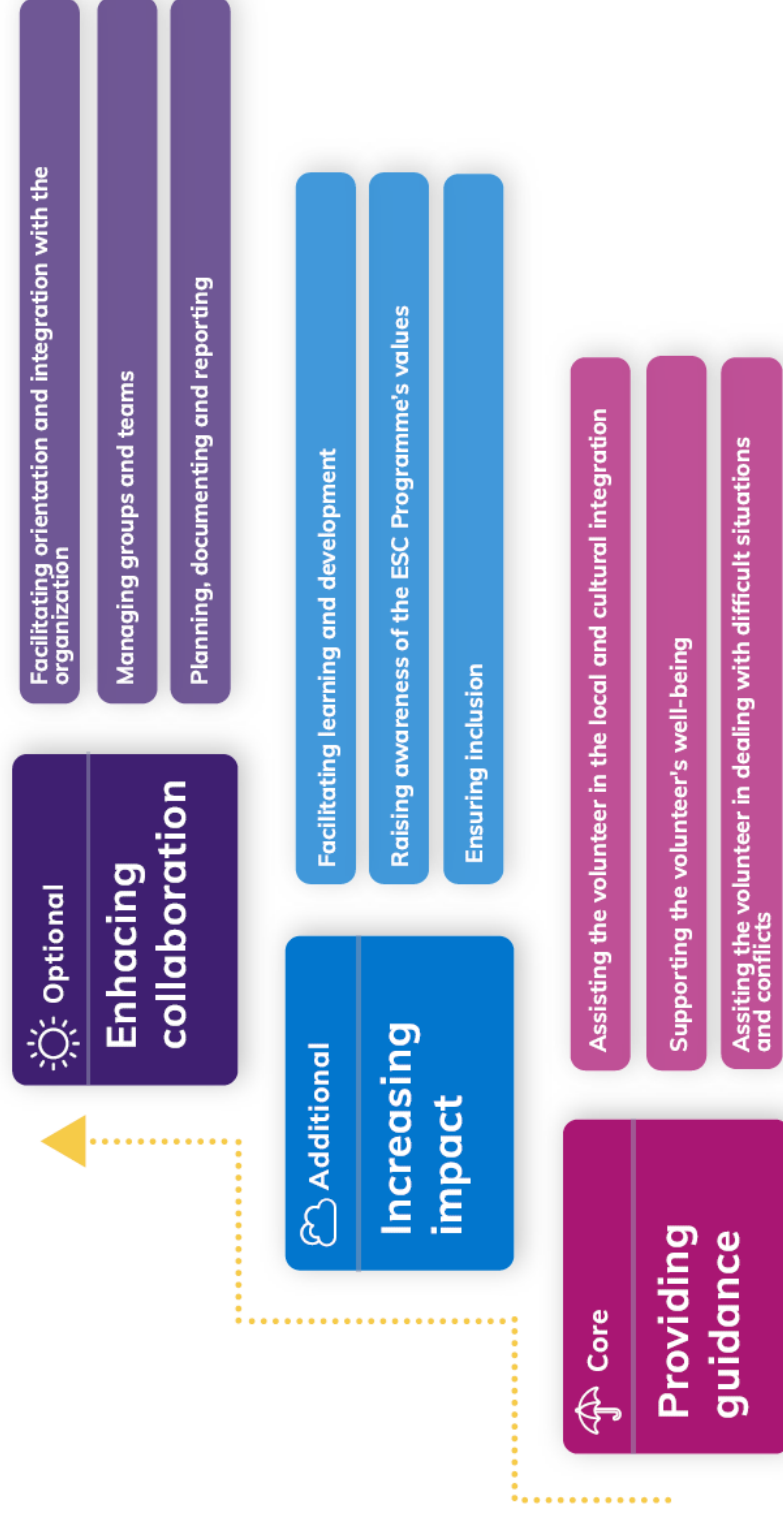 Optional
Enhacing
collaboration
Facilitating orientation and integration with the
organization
Managing groups and teams
Planning, documenting and reporting
Additional
Increasing
impact
Facilitating learning and development
Raising awareness of the ESC Programme's values
Ensuring inclusion
Core
Providing
guidance
Assisting the volunteer in the local and cultural integration
Supporting the volunteer's well-being
Assiting the volunteer in dealing with difficult situations
and conflicts